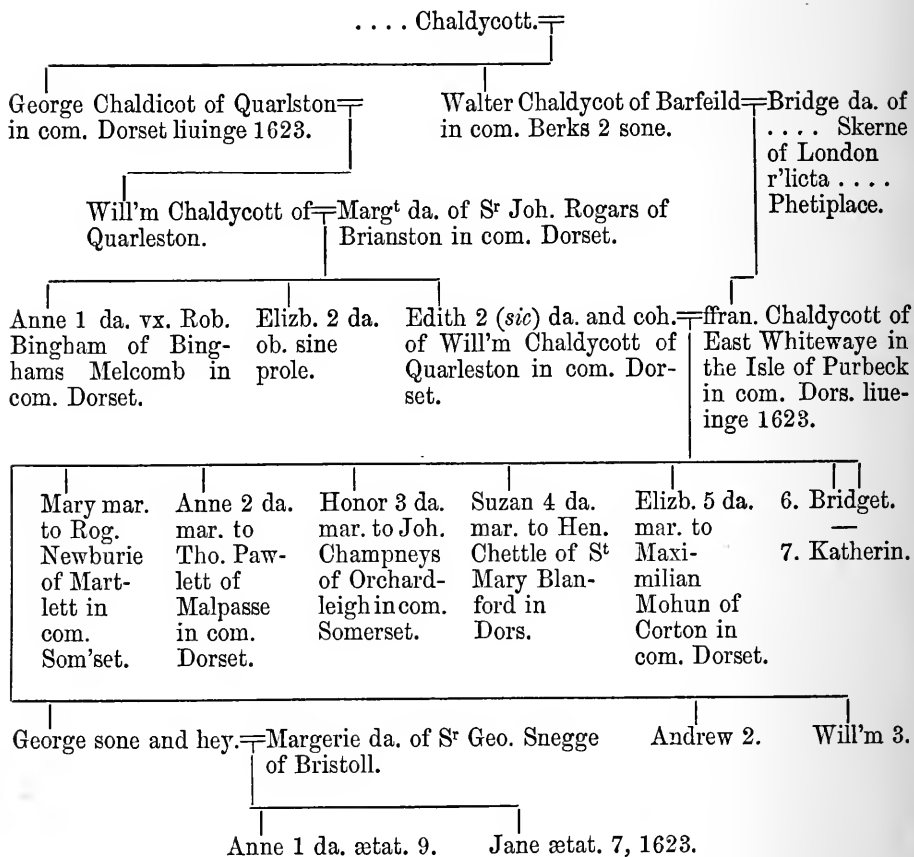 .... Chaldycott.
George Chaldicot of Quarlston
in com. Dorset liuinge 1623.
Walter Chaldycot of Barfeild
in com. Berks 2 sone.
Bridge da. of
.... Skerne
of London
r'licta ....
Phetiplace.
Will'm Chaldycott of
Quarleston.
Margᵗ da. of Sʳ Joh. Rogars of
Brianston in com. Dorset.
Anne 1 da. vx. Rob.
Bingham of Bing-
hams Melcomb in
com. Dorset.
Elizb. 2 da.
ob. sine
prole.
Edith 2 (sic) da. and coh.
of Will'm Chaldycott of
Quarleston in com. Dor-
set.
ffran. Chaldycott of
East Whitewaye in
the Isle of Purbeck
in com. Dors. liue-
inge 1623.
Mary mar.
to Rog.
Newburie
of Mart-
lett in
com.
Som'set.
Anne 2 da.
mar. to
Tho. Paw-
lett of
Malpasse
in com.
Dorset.
Honor 3 da.
mar. to Joh.
Champneys
of Orchard-
leigh in com.
Somerset.
Suzan 4 da.
mar. to Hen.
Chettle of Sᵗ
Mary Blan-
ford in
Dors.
Elizb. 5 da.
mar. to
Maxi-
milian
Mohun of
Corton in
com. Dorset.
6. Bridget.
—
7. Katherin.
George sone and hey.
Margerie da. of Sʳ Geo. Snegge
of Bristoll.
Andrew 2.
Will'm 3.
Anne 1 da. ætat. 9.
Jane ætat. 7, 1623.